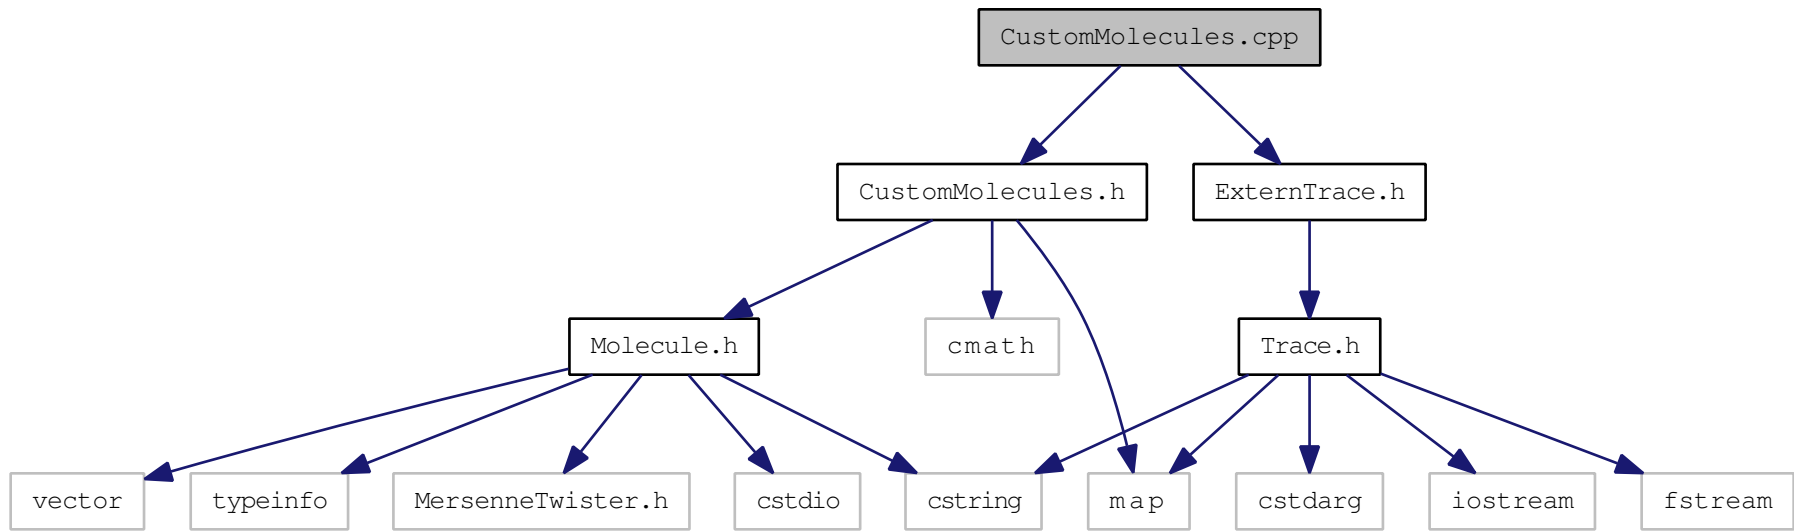 CustomMolecules.cpp
CustomMolecules.h
ExternTrace.h
Molecule.h
cmath
Trace.h
vector
typeinfo
MersenneTwister.h
cstdio
cstring
map
cstdarg
iostream
fstream